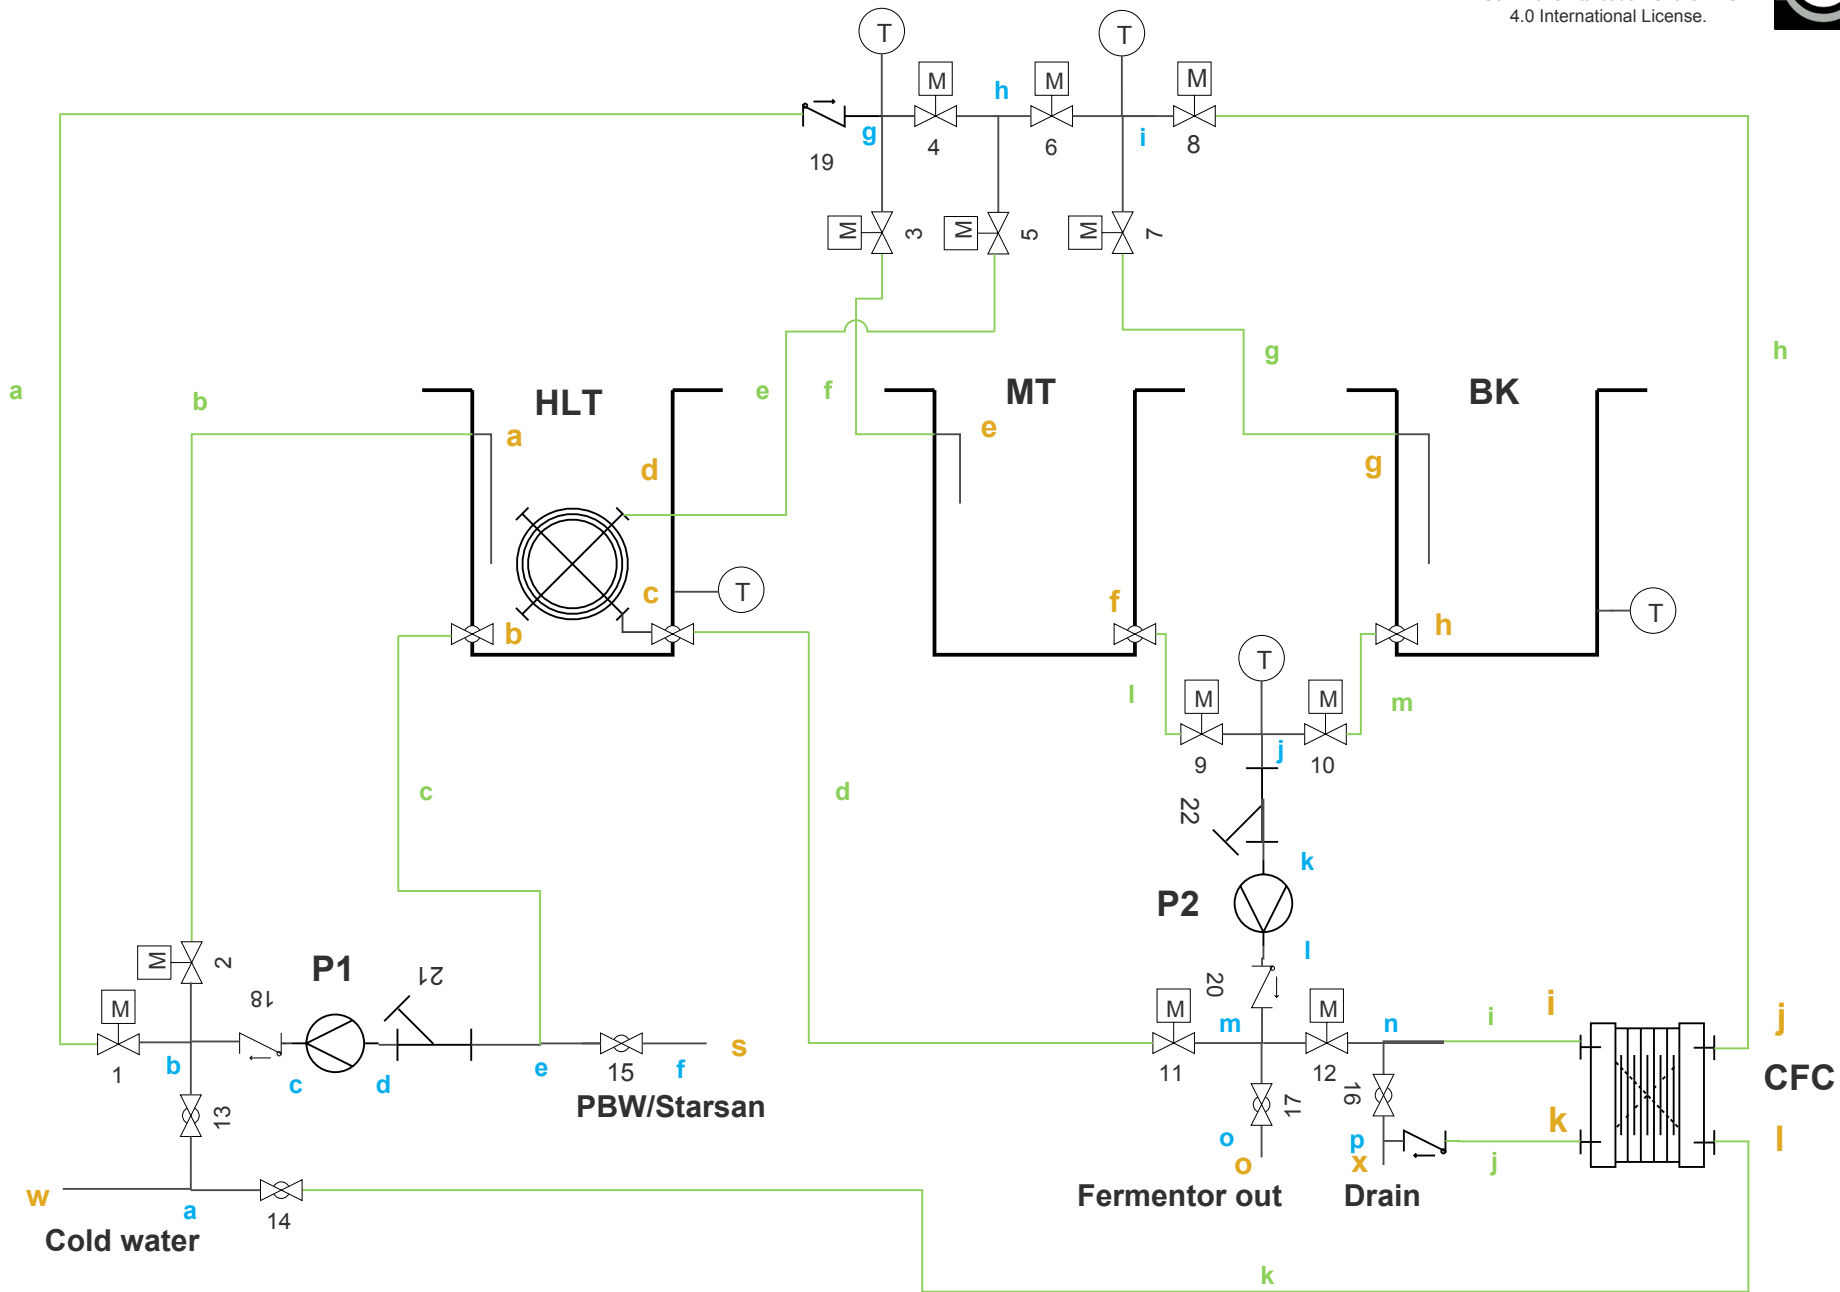 4.0 International License.
T
T
M
h
M
M
g
4
6
i
8
19
M
3
M
5
M
7
a
b
e
f
g
h
HLT
MT
BK
a
d
e
g
c
T
b
f
h
T
T
l
M
M
m
9
j
10
c
d
22
k
P2
l
M
2
P1
21
18
M
20
M
M
i
j
m
n
i
1
b
c
d
e
15
f
s
11
12
CFC
13
PBW/Starsan
17
16
k
l
o
p
o
x
j
w
a
14
Fermentor out
Drain
Cold water
k